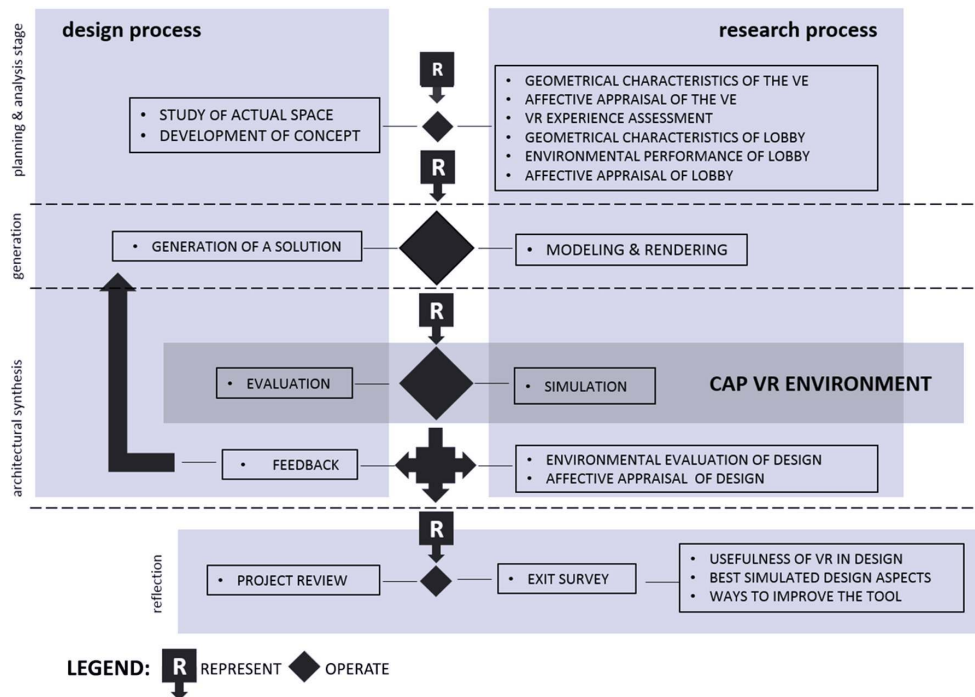 design process
research process
planning & analysis stage
R
• STUDY OF ACTUAL SPACE
• DEVELOPMENT OF CONCEPT
• GEOMETRICAL CHARACTERISTICS OF THE VE
• AFFECTIVE APPRAISAL OF THE VE
• VR EXPERIENCE ASSESSMENT
• GEOMETRICAL CHARACTERISTICS OF LOBBY
• ENVIRONMENTAL PERFORMANCE OF LOBBY
• AFFECTIVE APPRAISAL OF LOBBY
R
generation
• GENERATION OF A SOLUTION
• MODELING & RENDERING
architectural synthesis
R
• EVALUATION
• SIMULATION
CAP VR ENVIRONMENT
• FEEDBACK
• ENVIRONMENTAL EVALUATION OF DESIGN
• AFFECTIVE APPRAISAL OF DESIGN
reflection
R
• PROJECT REVIEW
• EXIT SURVEY
• USEFULNESS OF VR IN DESIGN
• BEST SIMULATED DESIGN ASPECTS
• WAYS TO IMPROVE THE TOOL
LEGEND: R REPRESENT OPERATE